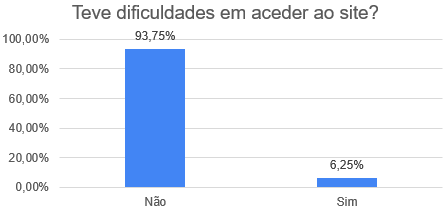 Teve dificuldades em aceder ao site?
100,00%
93,75%
80,00%
60,00%
40,00%
20,00%
6,25%
0,00%
Não
Sim